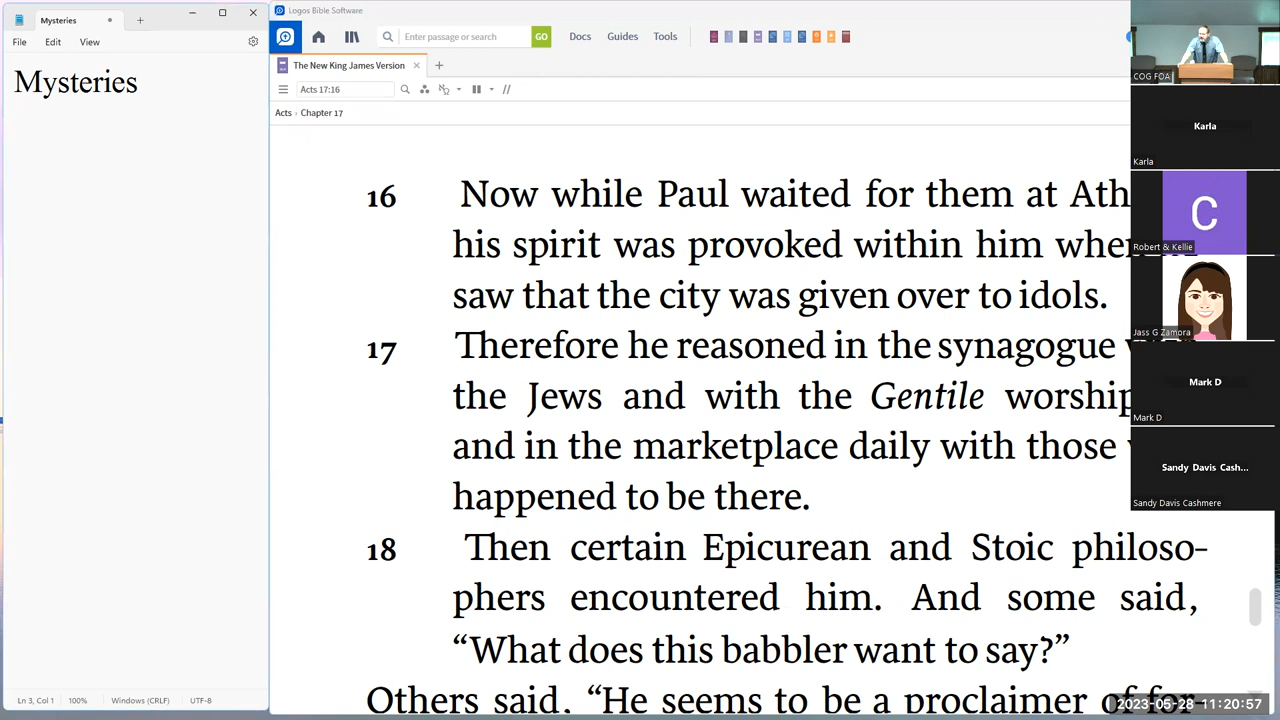 Mysteries
File Edit View
Mysteries
Ln 3, Col 1 100% Windows (CRLF) UTF-8
Logos Bible Software
Enter passage or search GO Docs Guides Tools
The New King James Version
Acts 17:16
Acts › Chapter 17
16 Now while Paul waited for them at Ath
his spirit was provoked within him when
saw that the city was given over to idols.
17 Therefore he reasoned in the synagogue
the Jews and with the Gentile worship
and in the marketplace daily with those
happened to be there.
18 Then certain Epicurean and Stoic philoso-
phers encountered him. And some said,
“What does this babbler want to say?”
Others said, “He seems to be a proclaimer of for-
COG FOA
Karla
Karla
C
Robert & Kellie
Jass G Zamora
Mark D
Mark D
Sandy Davis Cash...
Sandy Davis Cashmere
2023-05-28 11:20:57